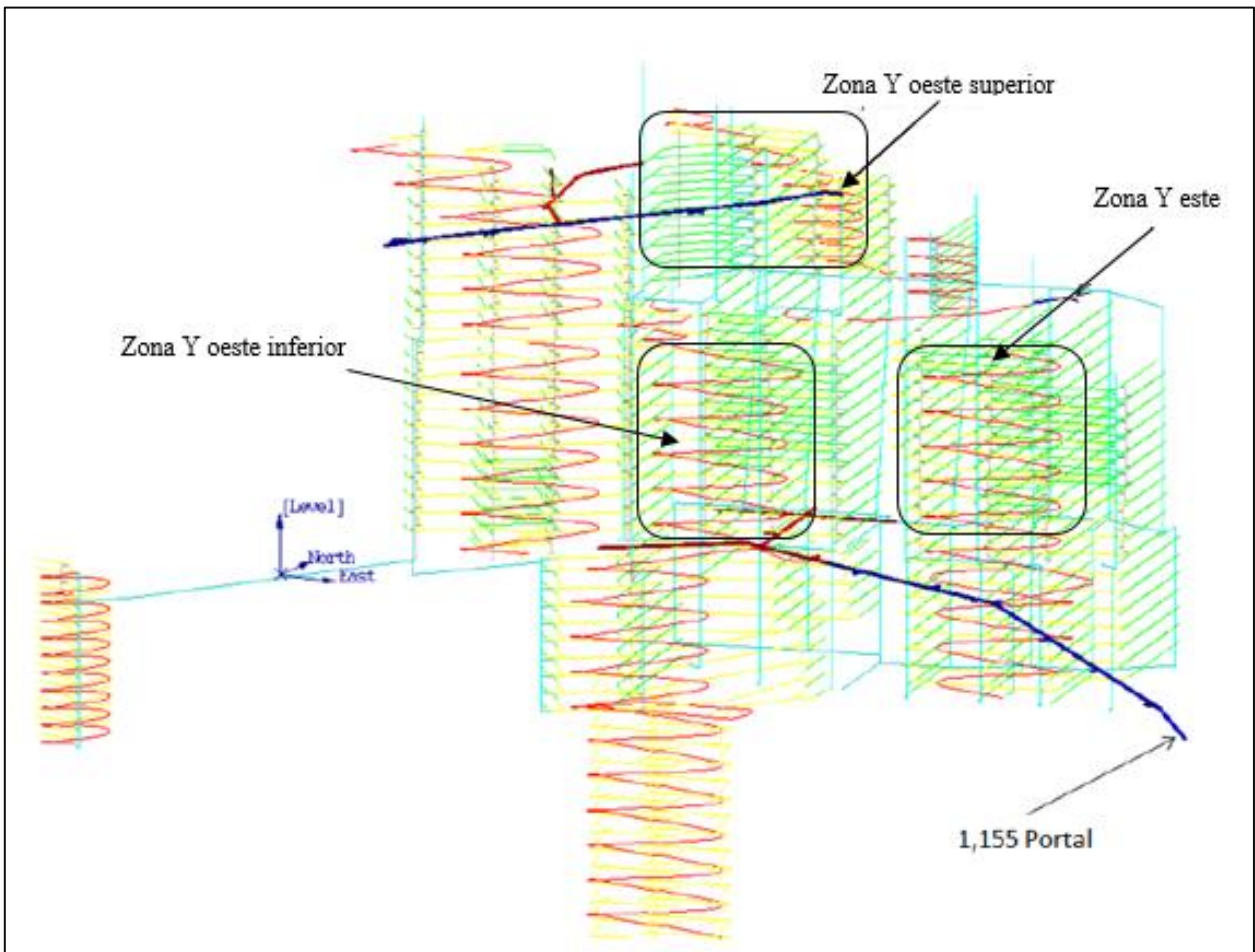 Zona Y oeste superior
Zona Y este
Zona Y oeste inferior
[Level]
North
East
1,155 Portal